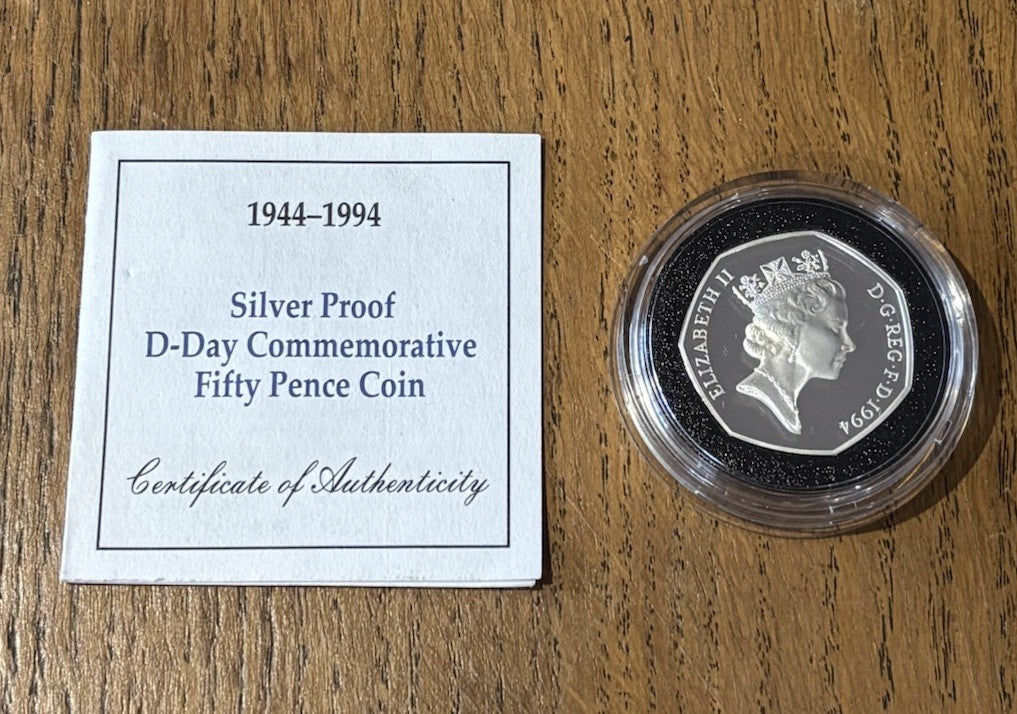 1944–1994
Silver Proof
D-Day Commemorative
Fifty Pence Coin
Certificate of Authenticity
ELIZABETH II
D·G·REG·F·D·1994